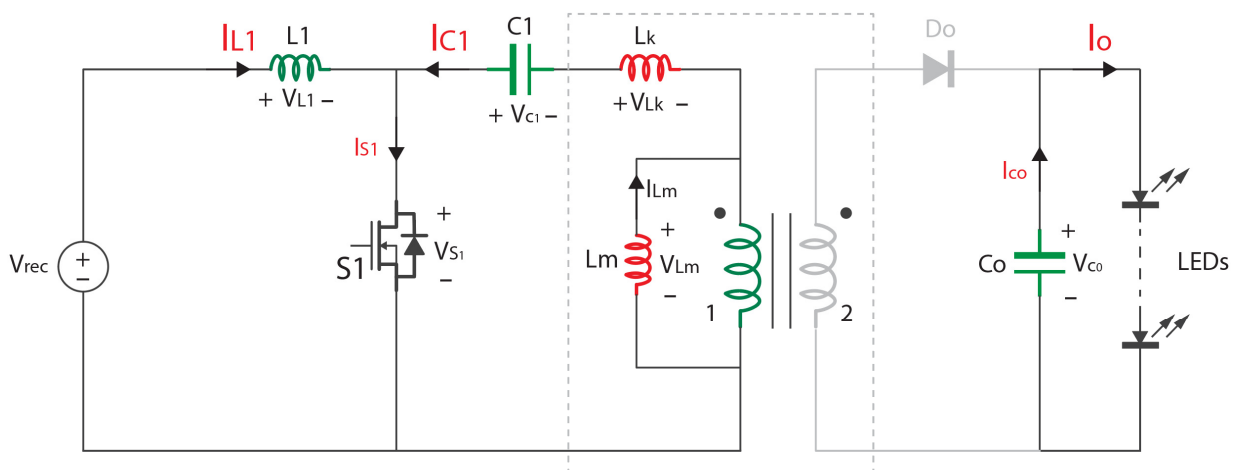 IL1
L1
IC1
C1
Lk
Do
Io
+ VL1 −
+ VC1 −
+VLk −
IS1
ILm
Ico
Vrec
+
−
S1
+
VS1
−
Lm
+
VLm
−
1
2
Co
+
VC0
−
LEDs